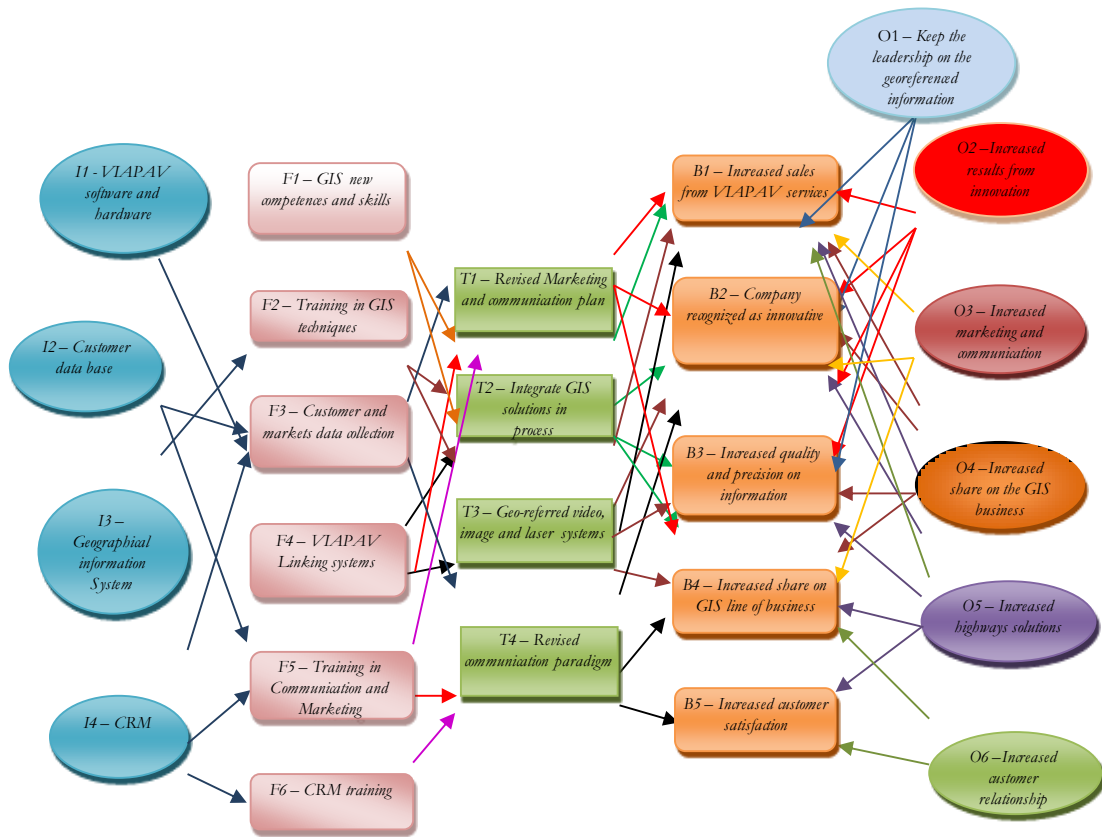 I1 - VIAPAV
software and
hardware
I2 – Customer
data base
I3 –
Geographical
information
System
I4 – CRM
F1 – GIS new
competences and skills
F2 – Training in GIS
techniques
F3 – Customer and
markets data collection
F4 – VIAPAV
Linking systems
F5 – Training in
Communication and
Marketing
F6 – CRM training
T1 – Revised Marketing
and communication plan
T2 – Integrate GIS
solutions in
process
T3 – Geo-referred video,
image and laser systems
T4 – Revised
communication paradigm
B1 – Increased sales
from VIAPAV services
B2 – Company
recognized as innovative
B3 – Increased quality
and precision on
information
B4 – Increased share on
GIS line of business
B5 – Increased customer
satisfaction
O1 – Keep the
leadership on the
georeferenced
information
O2 –Increased
results from
innovation
O3 – Increased
marketing and
communication
O4 –Increased
share on the GIS
business
O5 – Increased
highways solutions
O6 –Increased
customer
relationship